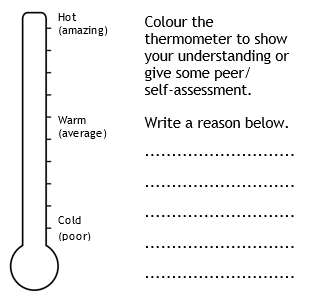 Hot
(amazing)
Warm
(average)
Cold
(poor)
Colour the
thermometer to show
your understanding or
give some peer/
self-assessment.
Write a reason below.